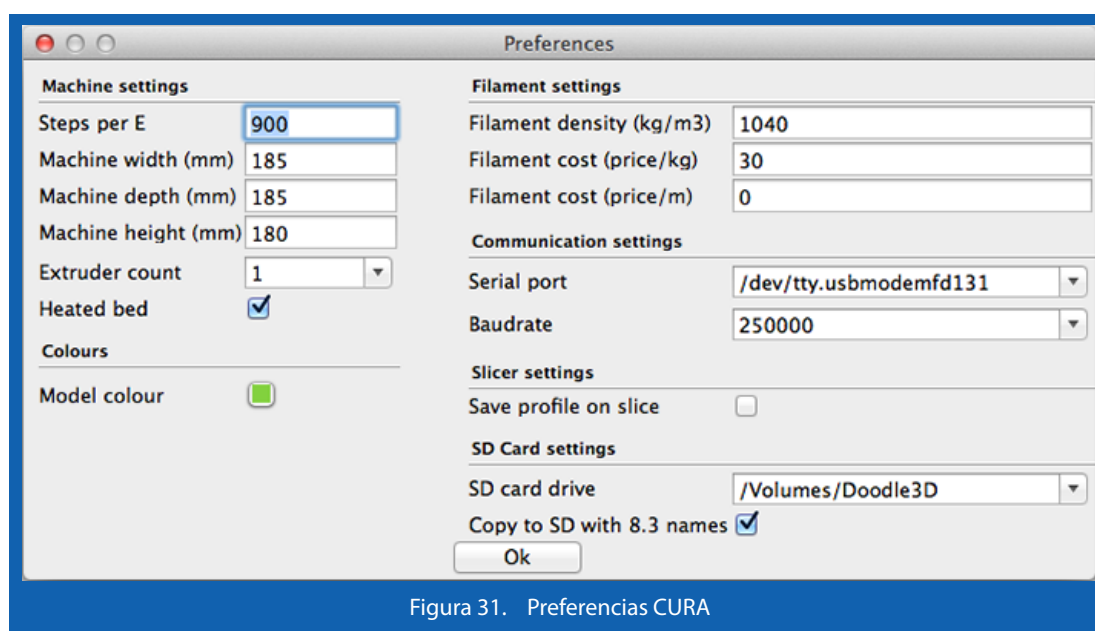 Preferences
Machine settings
Steps per E 900
Machine width (mm) 185
Machine depth (mm) 185
Machine height (mm) 180
Extruder count 1
Heated bed
Colours
Model colour
Filament settings
Filament density (kg/m3) 1040
Filament cost (price/kg) 30
Filament cost (price/m) 0
Communication settings
Serial port /dev/tty.usbmodemfd131
Baudrate 250000
Slicer settings
Save profile on slice
SD Card settings
SD card drive /Volumes/Doodle3D
Copy to SD with 8.3 names
Ok
Figura 31. Preferencias CURA